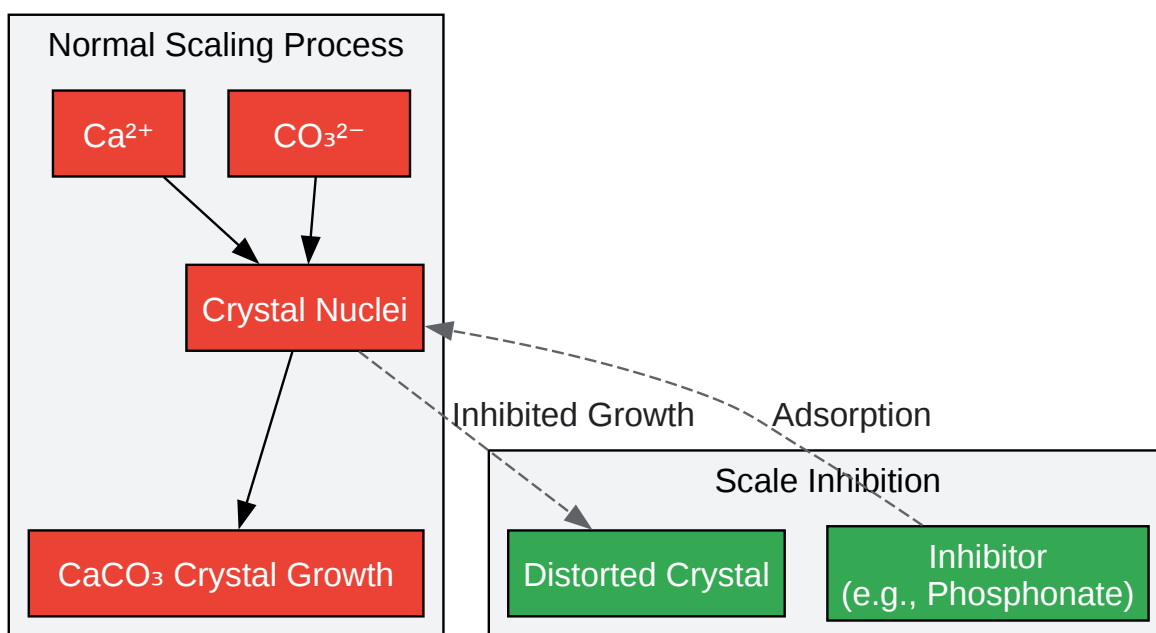 Normal Scaling Process
Ca²⁺
CO₃²⁻
Crystal Nuclei
Inhibited Growth
Adsorption
Scale Inhibition
CaCO₃ Crystal Growth
Distorted Crystal
Inhibitor
(e.g., Phosphonate)